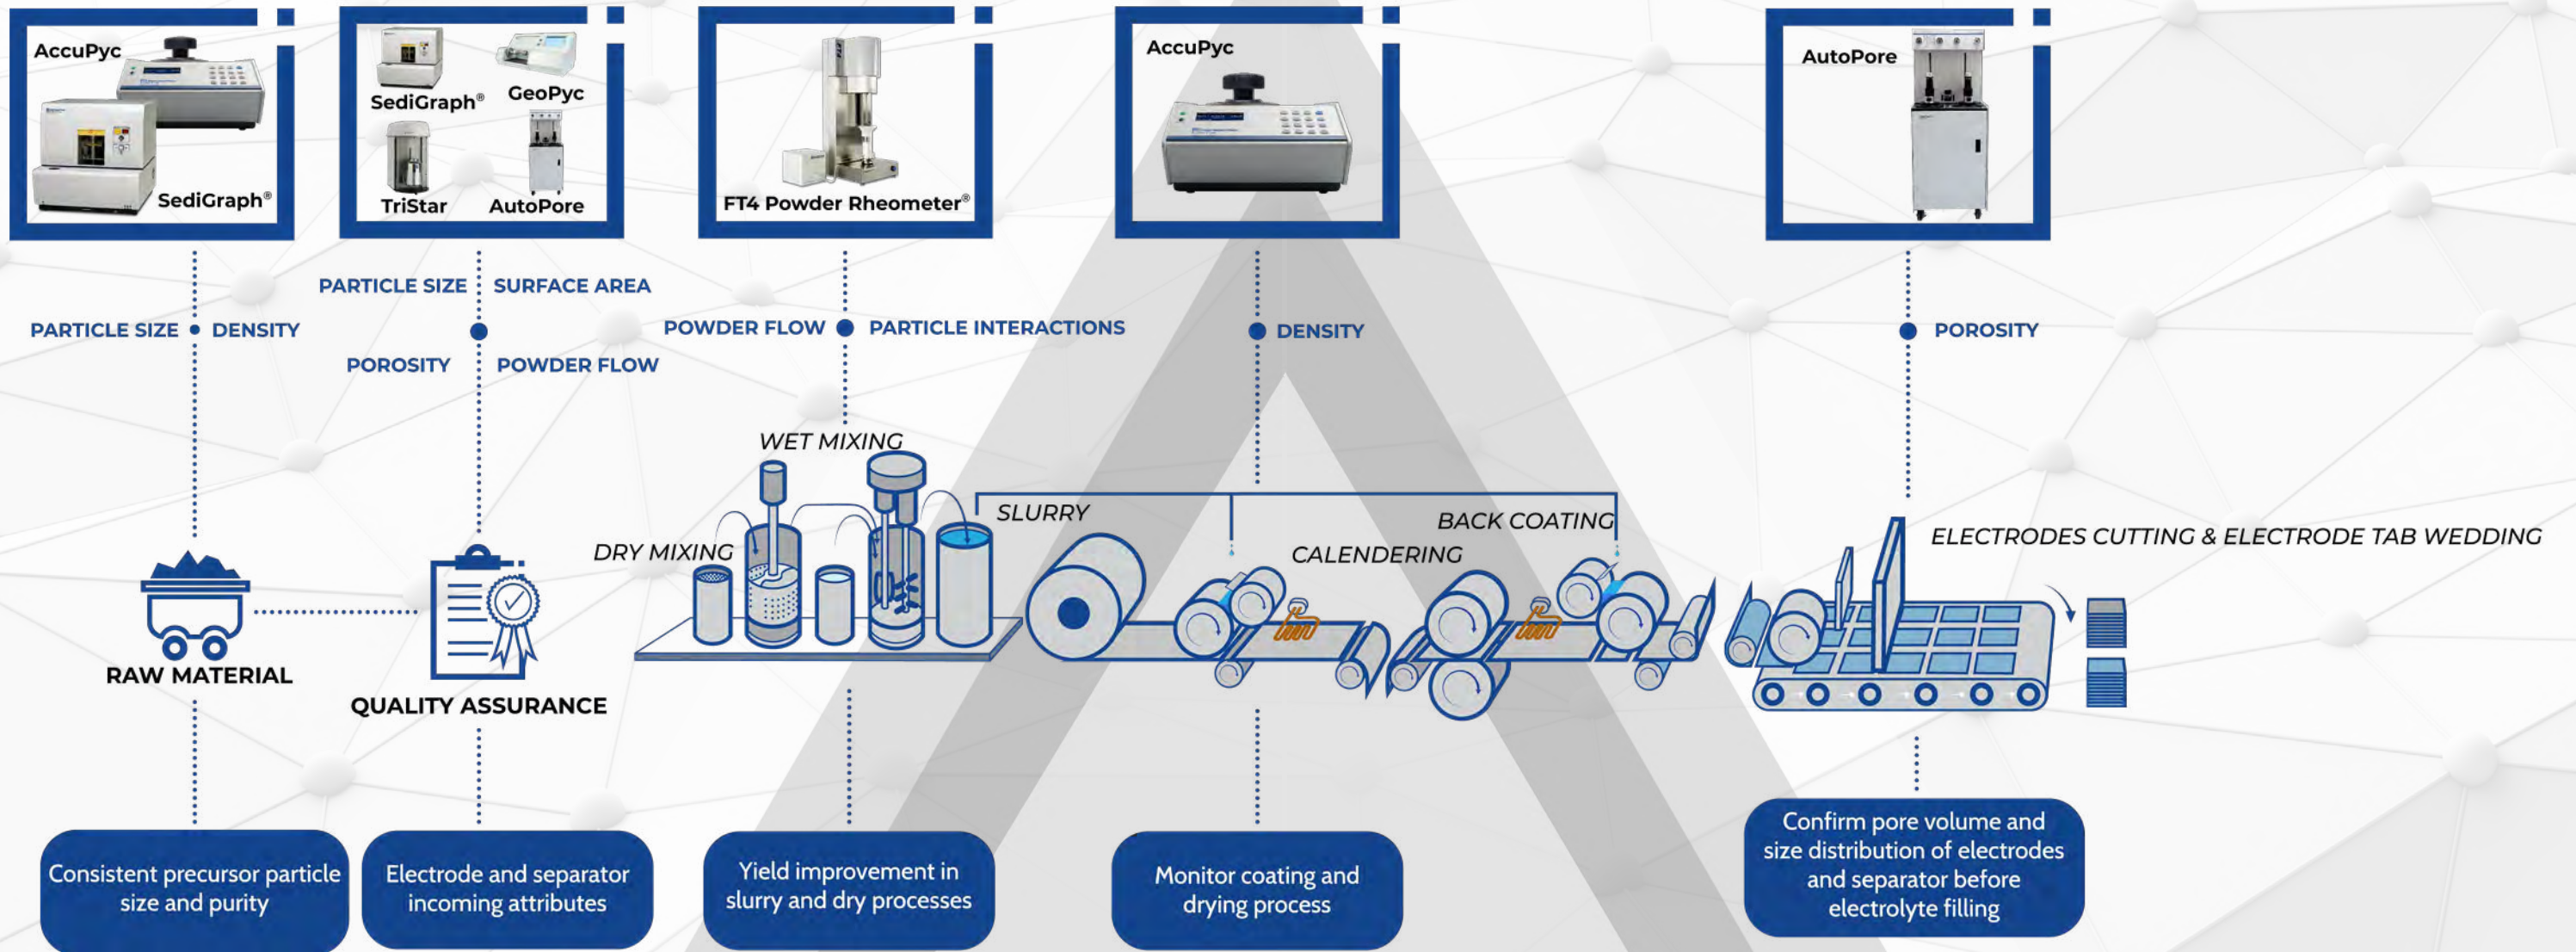 AccuPyc
SediGraph®
SediGraph®
GeoPyc
TriStar
AutoPore
FT4 Powder Rheometer®
AccuPyc
AutoPore
PARTICLE SIZE
DENSITY
PARTICLE SIZE
SURFACE AREA
POROSITY
POWDER FLOW
POWDER FLOW
PARTICLE INTERACTIONS
DENSITY
POROSITY
RAW MATERIAL
QUALITY ASSURANCE
DRY MIXING
WET MIXING
SLURRY
CALENDERING
BACK COATING
ELECTRODES CUTTING & ELECTRODE TAB WEDDING
Consistent precursor particle
size and purity
Electrode and separator
incoming attributes
Yield improvement in
slurry and dry processes
Monitor coating and
drying process
Confirm pore volume and
size distribution of electrodes
and separator before
electrolyte filling